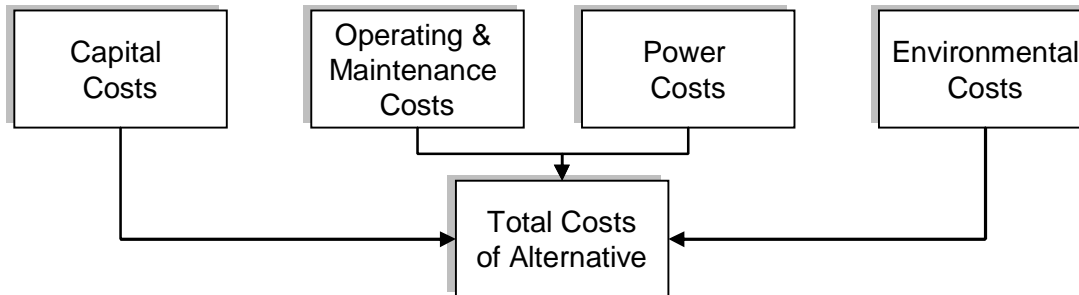 Capital
Costs
Operating &
Maintenance
Costs
Power
Costs
Environmental
Costs
Total Costs
of Alternative